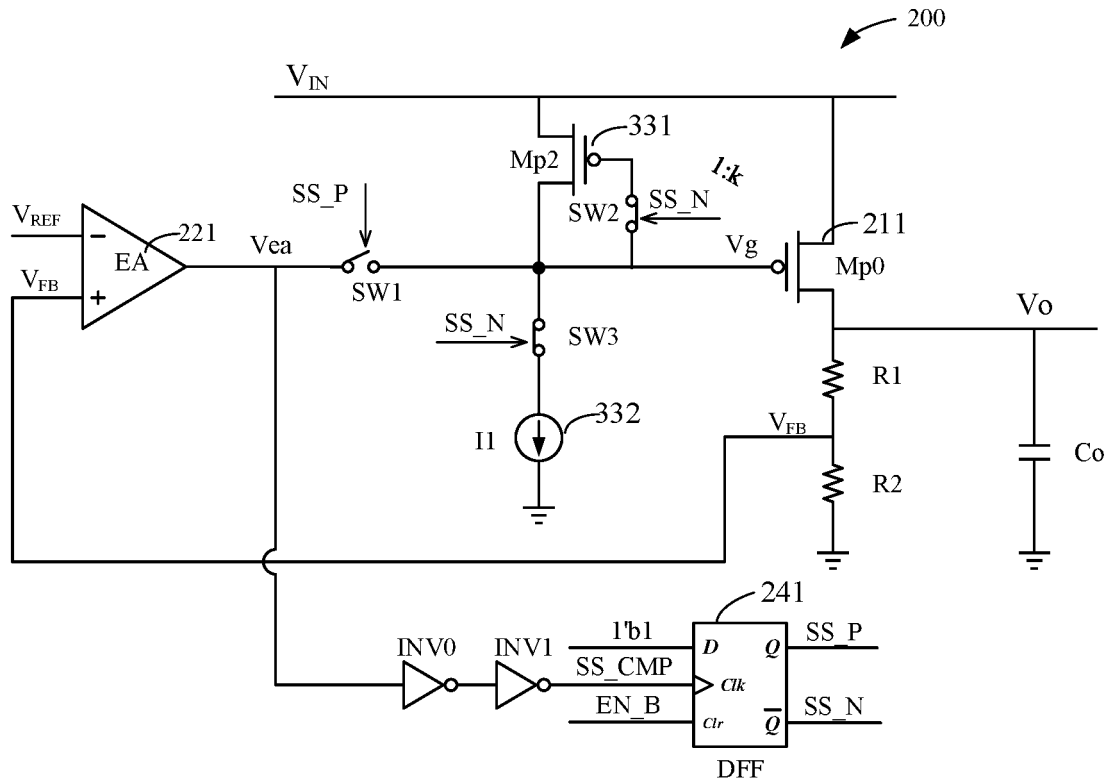 200
V_IN
331
Mp2
1:k
SS_P
SW2
SS_N
V_REF
221
211
EA
Vea
Vg
Mp0
V_FB
SW1
Vo
SS_N
SW3
R1
332
V_FB
I1
Co
R2
241
1'b1
D
Q
SS_P
INV0
INV1
SS_CMP
Clk
EN_B
Clr
Q
SS_N
DFF